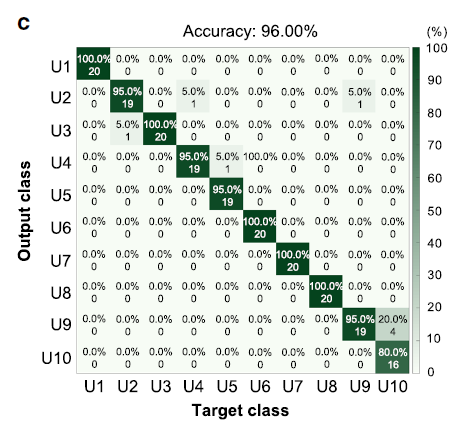 C
Accuracy: 96.00%
(%)
U1 100.0% 0.0% 0.0% 0.0% 0.0% 0.0% 0.0% 0.0% 0.0% 0.0%
20 0 0 0 0 0 0 0 0 0
U2 0.0% 95.0% 0.0% 5.0% 0.0% 0.0% 0.0% 0.0% 5.0% 0.0%
0 19 0 1 0 0 0 0 1 0
U3 0.0% 5.0% 100.0% 0.0% 0.0% 0.0% 0.0% 0.0% 0.0% 0.0%
0 1 20 0 0 0 0 0 0 0
U4 0.0% 0.0% 0.0% 95.0% 5.0% 100.0% 0.0% 0.0% 0.0% 0.0%
0 0 0 19 1 0 0 0 0 0
U5 0.0% 0.0% 0.0% 0.0% 95.0% 0.0% 0.0% 0.0% 0.0% 0.0%
0 0 0 0 19 0 0 0 0 0
U6 0.0% 0.0% 0.0% 0.0% 0.0% 100.0% 0.0% 0.0% 0.0% 0.0%
0 0 0 0 0 20 0 0 0 0
U7 0.0% 0.0% 0.0% 0.0% 0.0% 0.0% 100.0% 0.0% 0.0% 0.0%
0 0 0 0 0 0 20 0 0 0
U8 0.0% 0.0% 0.0% 0.0% 0.0% 0.0% 0.0% 100.0% 0.0% 0.0%
0 0 0 0 0 0 0 20 0 0
U9 0.0% 0.0% 0.0% 0.0% 0.0% 0.0% 0.0% 0.0% 95.0% 20.0%
0 0 0 0 0 0 0 0 19 4
U10 0.0% 0.0% 0.0% 0.0% 0.0% 0.0% 0.0% 0.0% 0.0% 80.0%
0 0 0 0 0 0 0 0 0 16
U1 U2 U3 U4 U5 U6 U7 U8 U9 U10
Target class
Output class
100
90
80
70
60
50
40
30
20
10
0